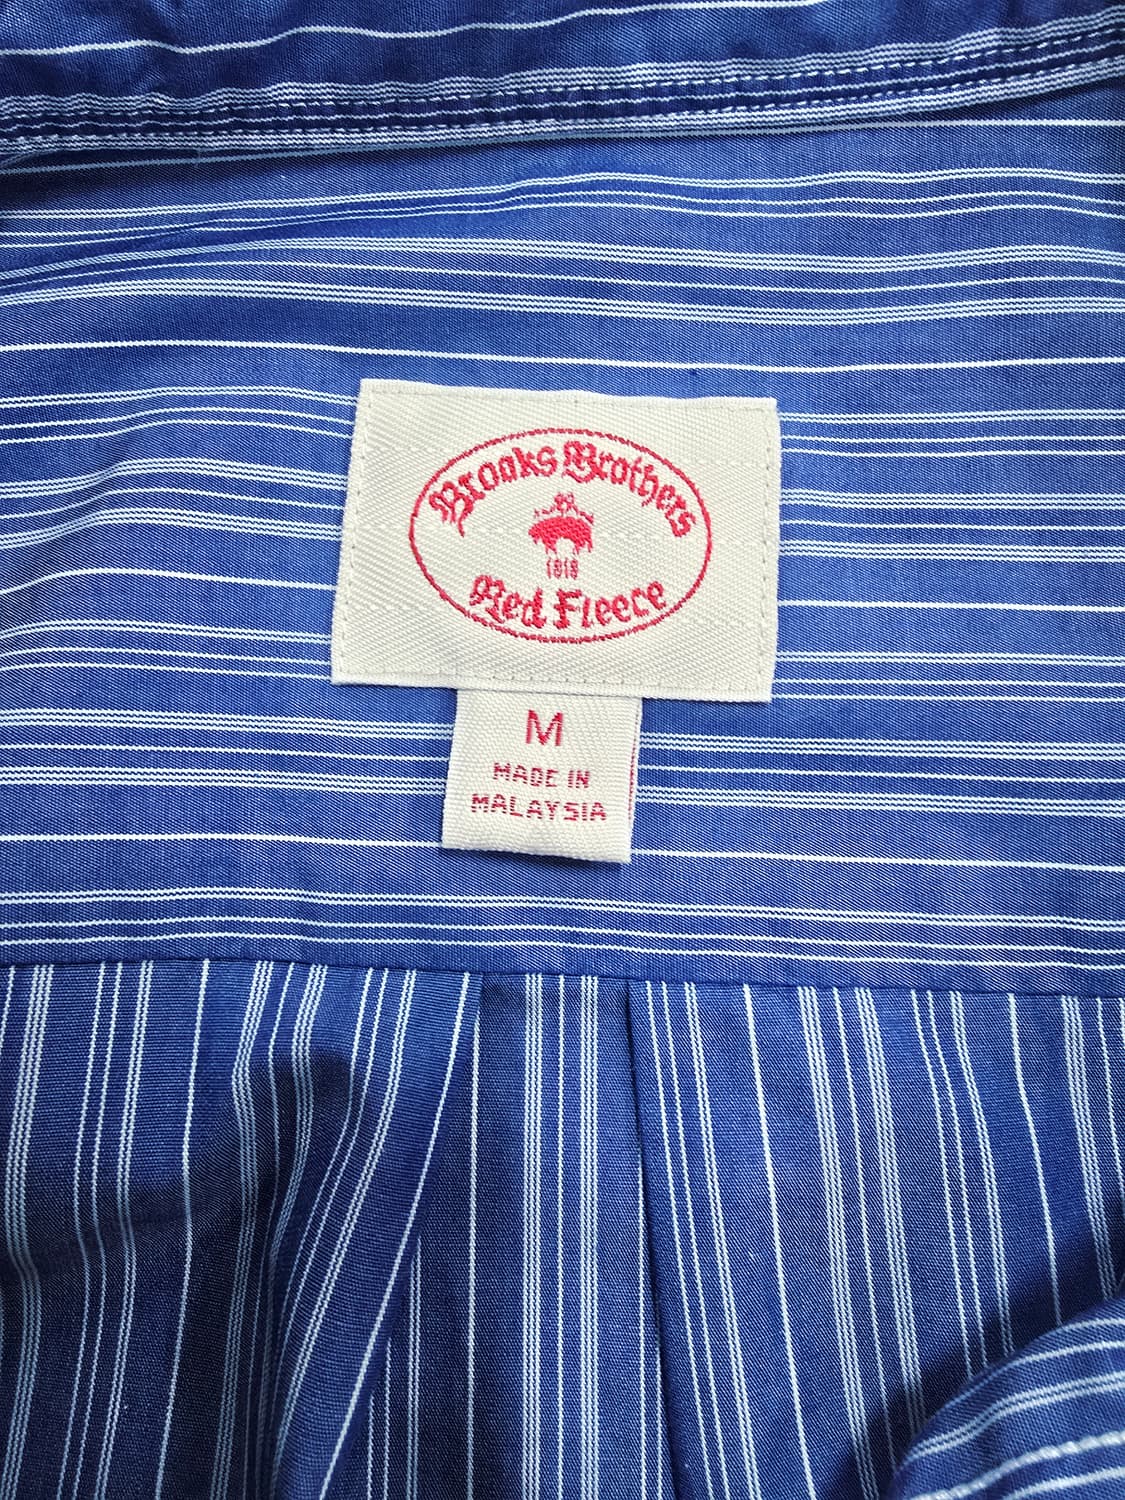 Brooks Brothers
1818
Red Fleece
M
MADE IN
MALAYSIA